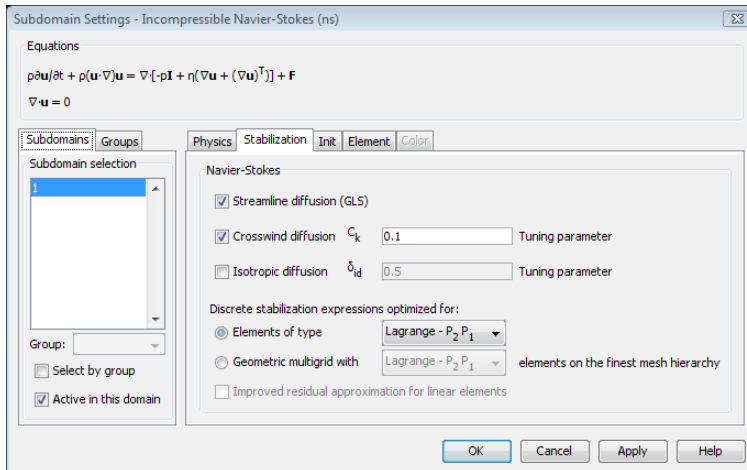 Subdomain Settings - Incompressible Navier-Stokes (ns)
Equations
ρ∂u/∂t + ρ(u·∇)u = ∇·[-pI + η(∇u + (∇u)ᵀ)] + F
∇·u = 0
Subdomains Groups
Physics Stabilization Init Element Color
Subdomain selection
1
Group:
Select by group
Active in this domain
Navier-Stokes
Streamline diffusion (GLS)
Crosswind diffusion Cₖ 0.1 Tuning parameter
Isotropic diffusion δid 0.5 Tuning parameter
Discrete stabilization expressions optimized for:
Elements of type Lagrange - P₂ P₁
Geometric multigrid with Lagrange - P₂ P₁ elements on the finest mesh hierarchy
Improved residual approximation for linear elements
OK Cancel Apply Help